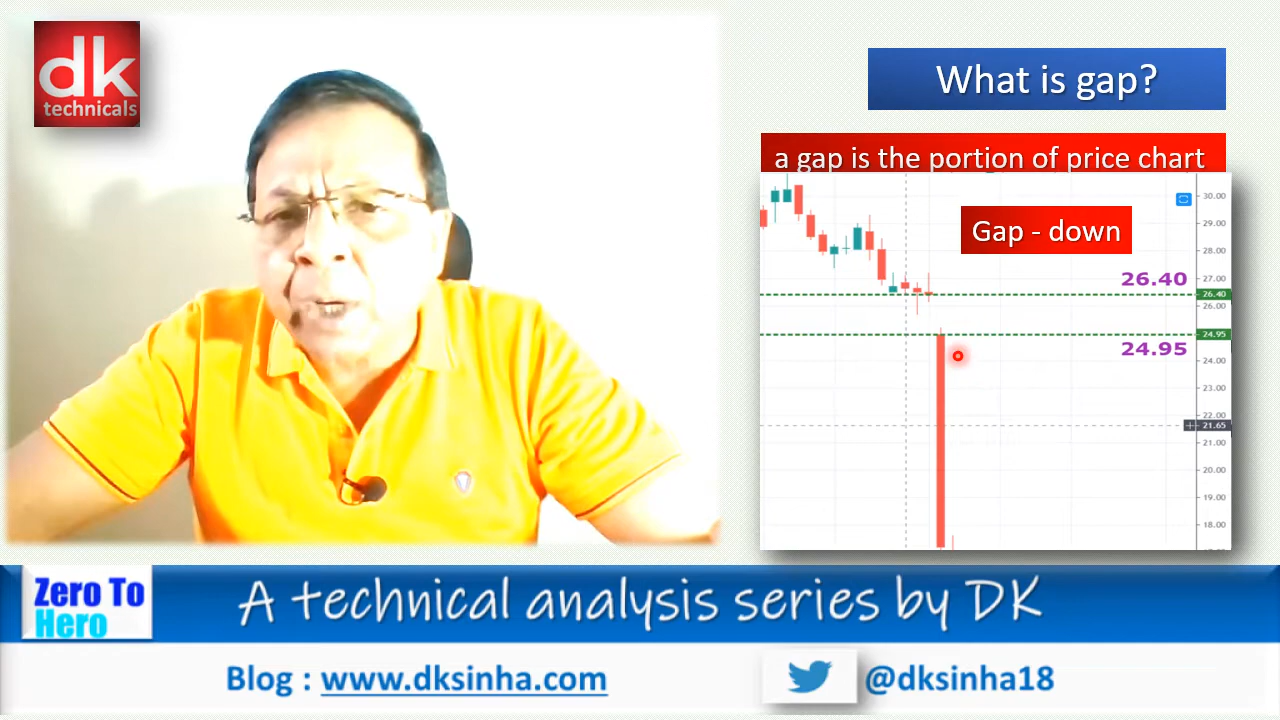 dk
technicals
What is gap?
a gap is the portion of price chart
Gap - down
30.00
29.00
28.00
27.00
26.40
26.40
26.00
24.95
24.95
24.00
23.00
22.00
21.65
21.00
20.00
19.00
18.00
Zero To
Hero
A technical analysis series by DK
Blog : www.dksinha.com
@dksinha18